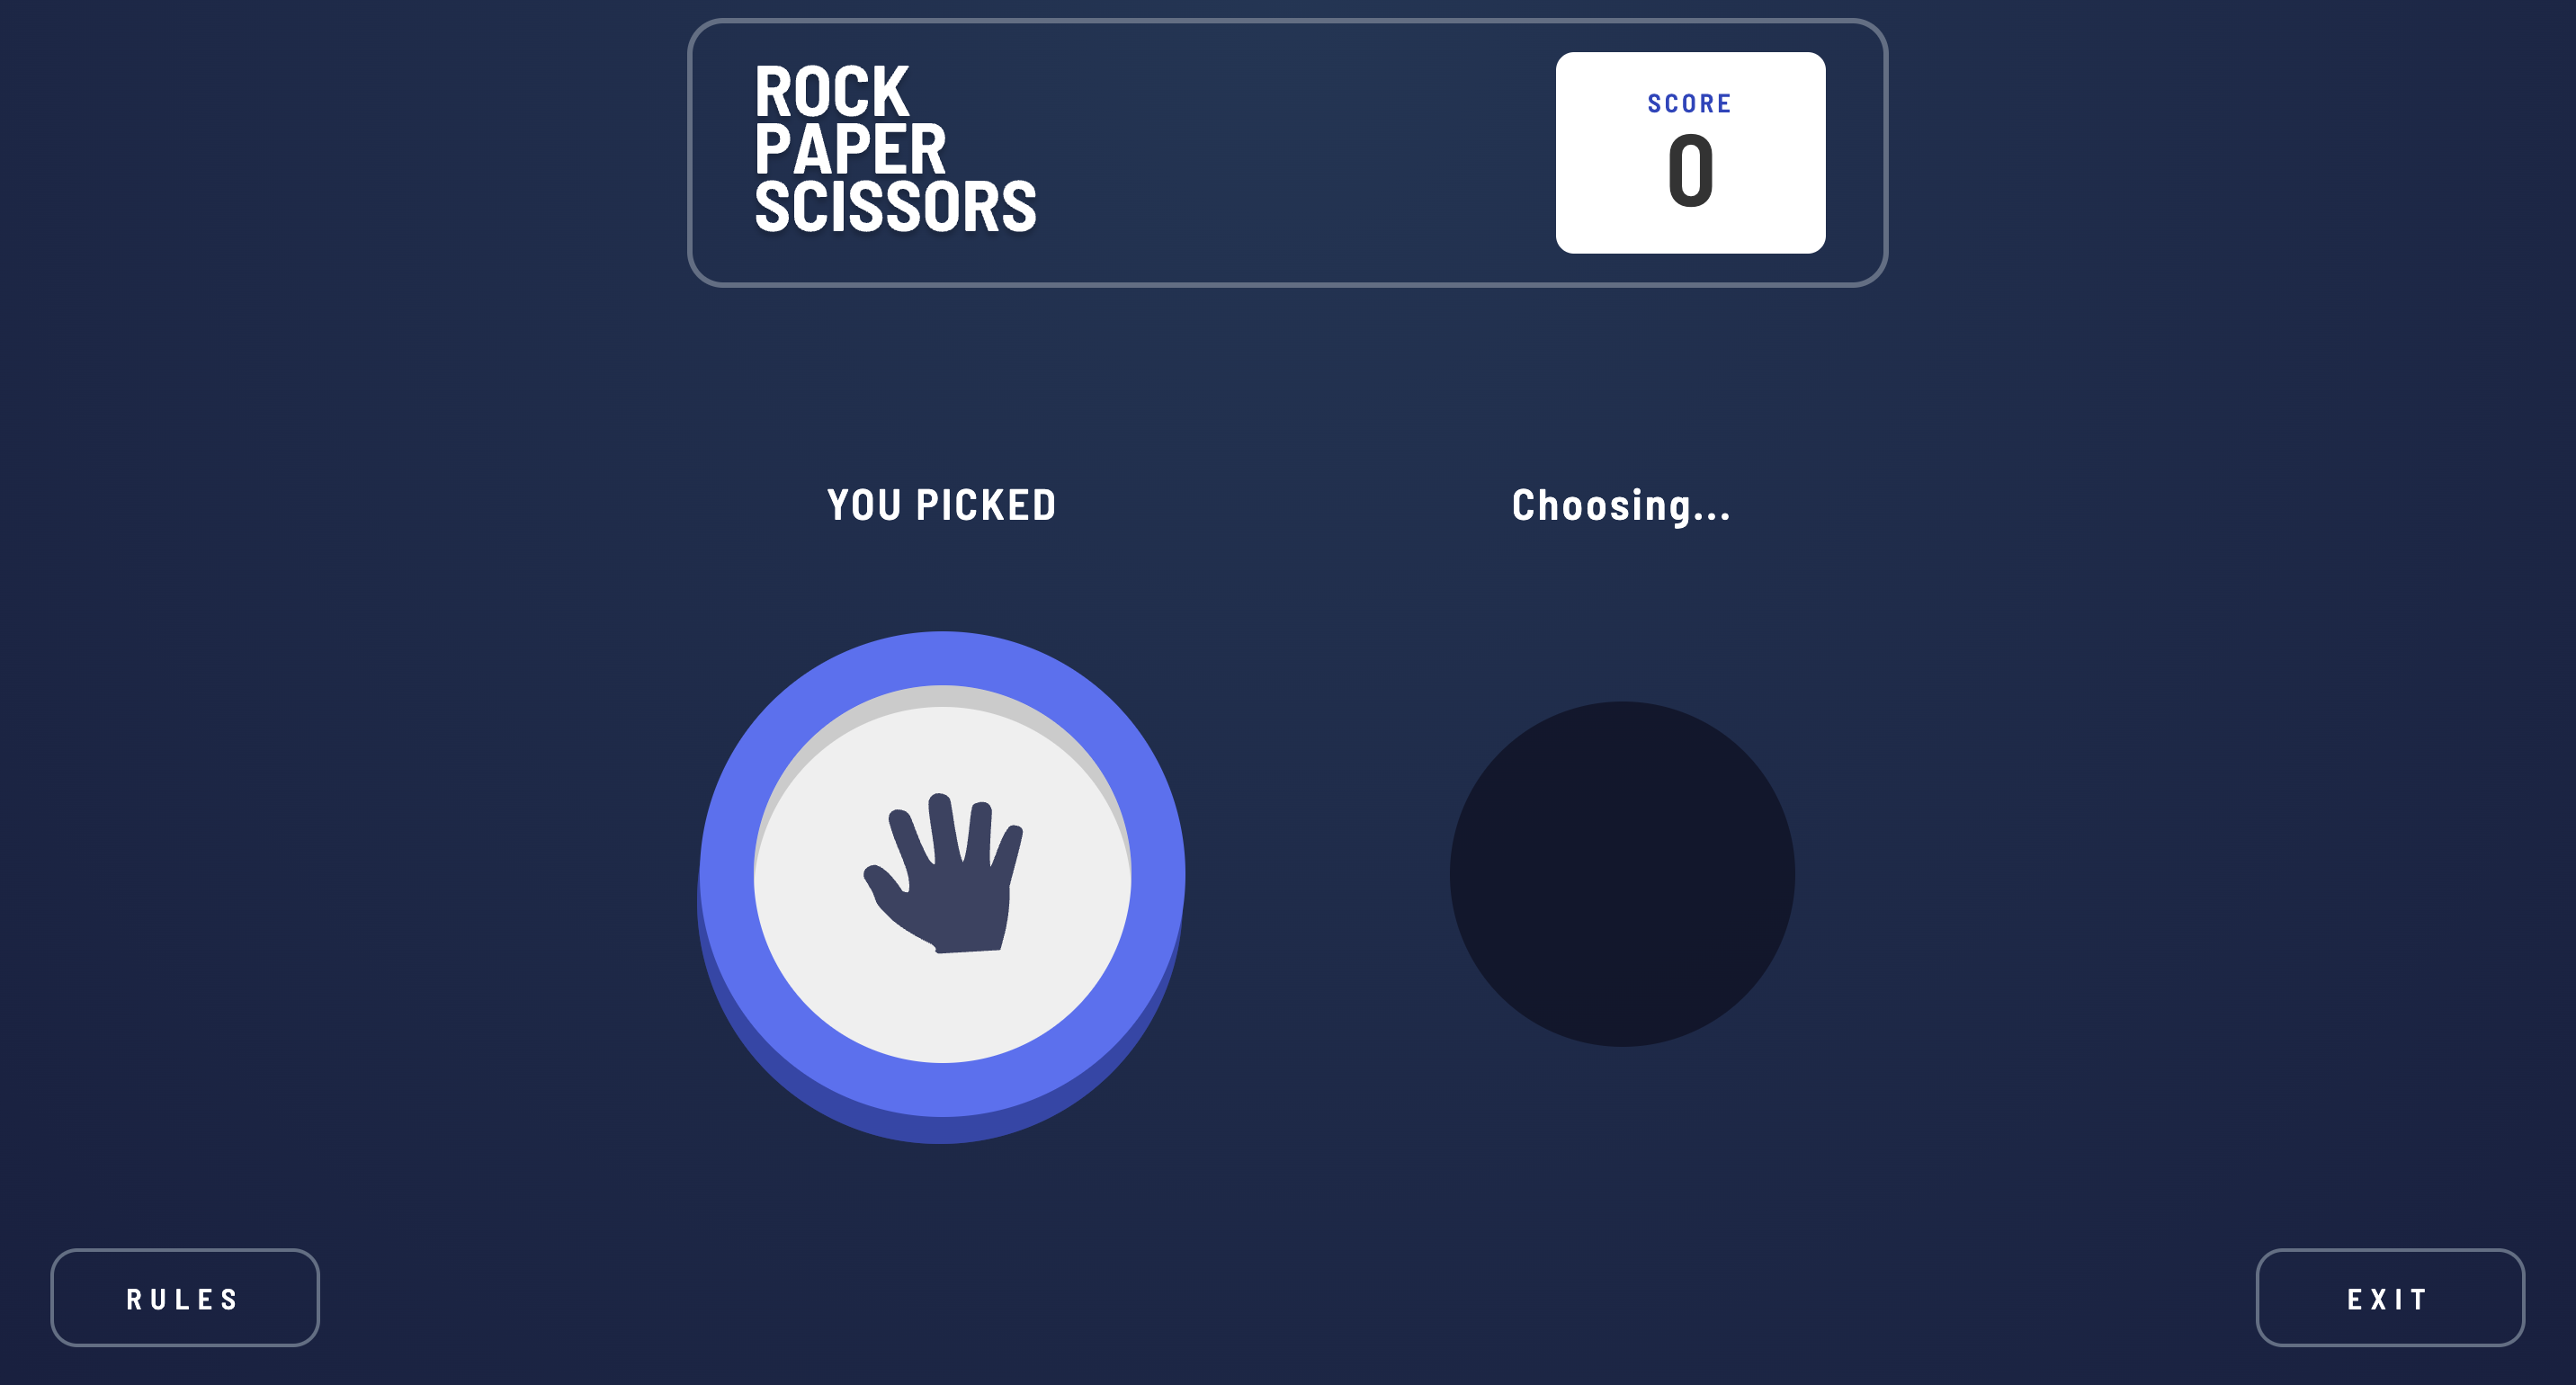 ROCK
PAPER
SCISSORS
SCORE
0
YOU PICKED
Choosing...
RULES
EXIT